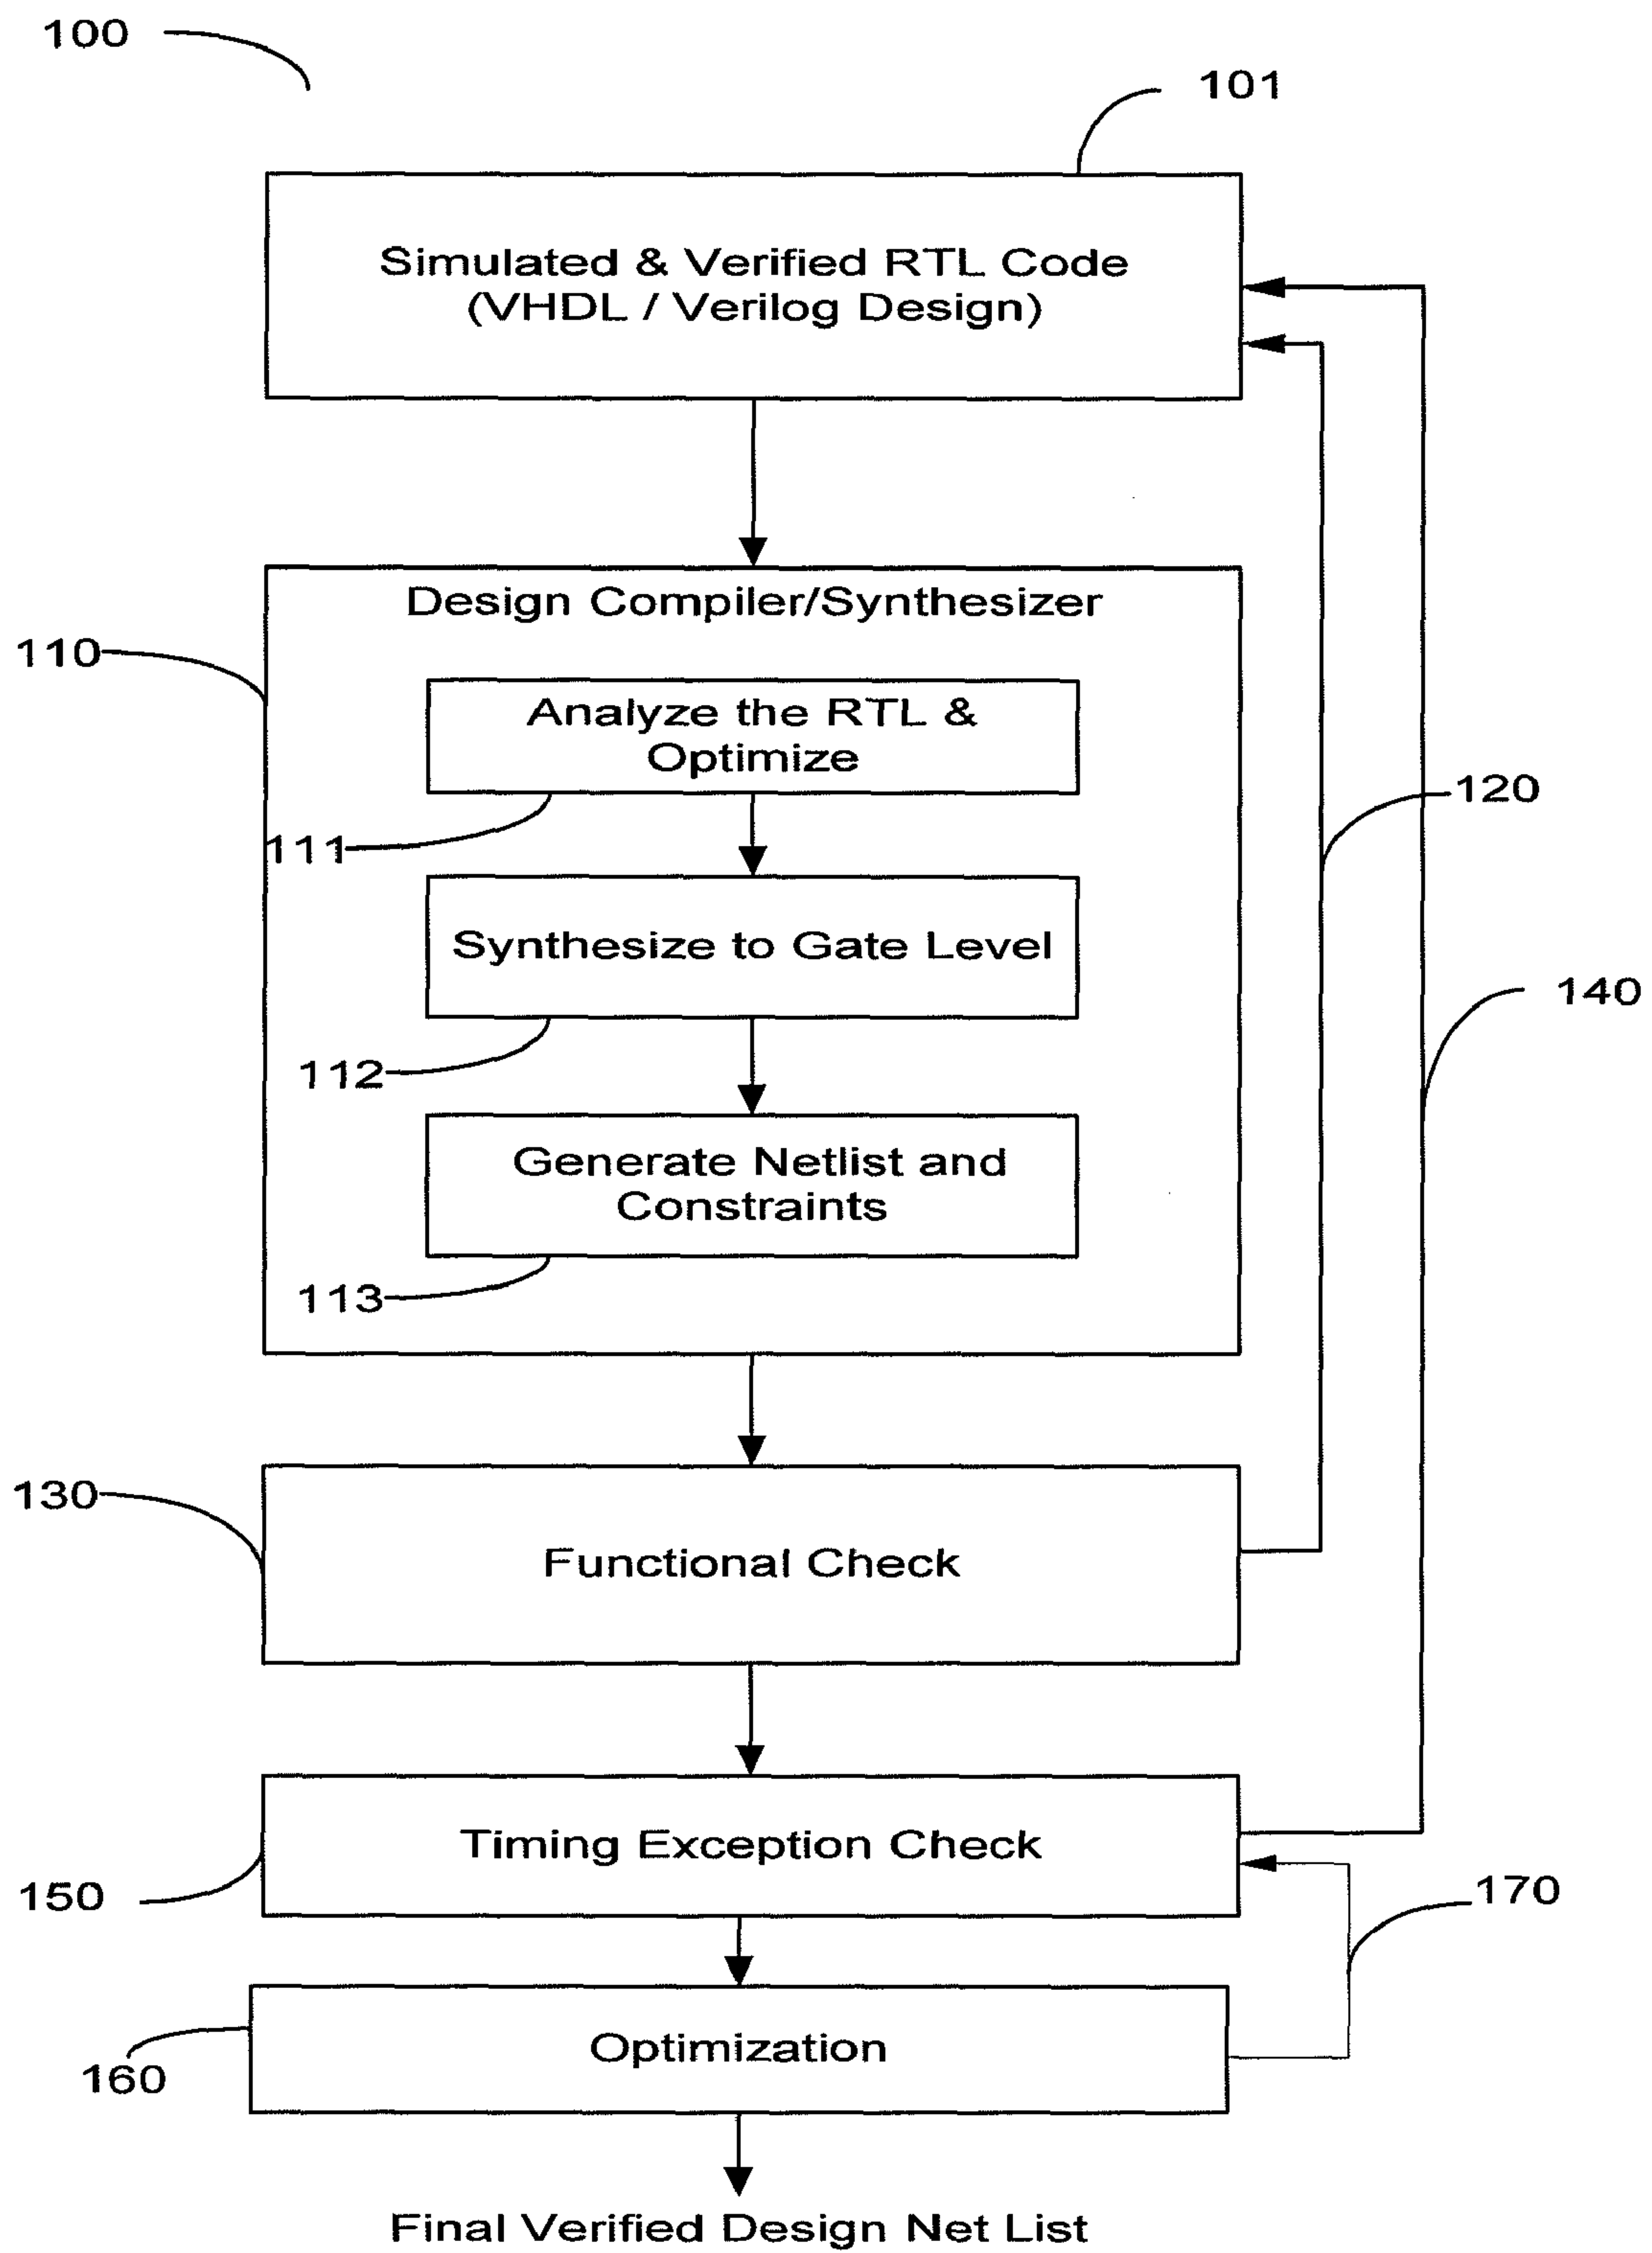 100
101
Simulated & Verified RTL Code
(VHDL / Verilog Design)
Design Compiler/Synthesizer
110
Analyze the RTL &
Optimize
120
111
Synthesize to Gate Level
140
112
Generate Netlist and
Constraints
113
130
Functional Check
Timing Exception Check
150
170
Optimization
160
Final Verified Design Net List